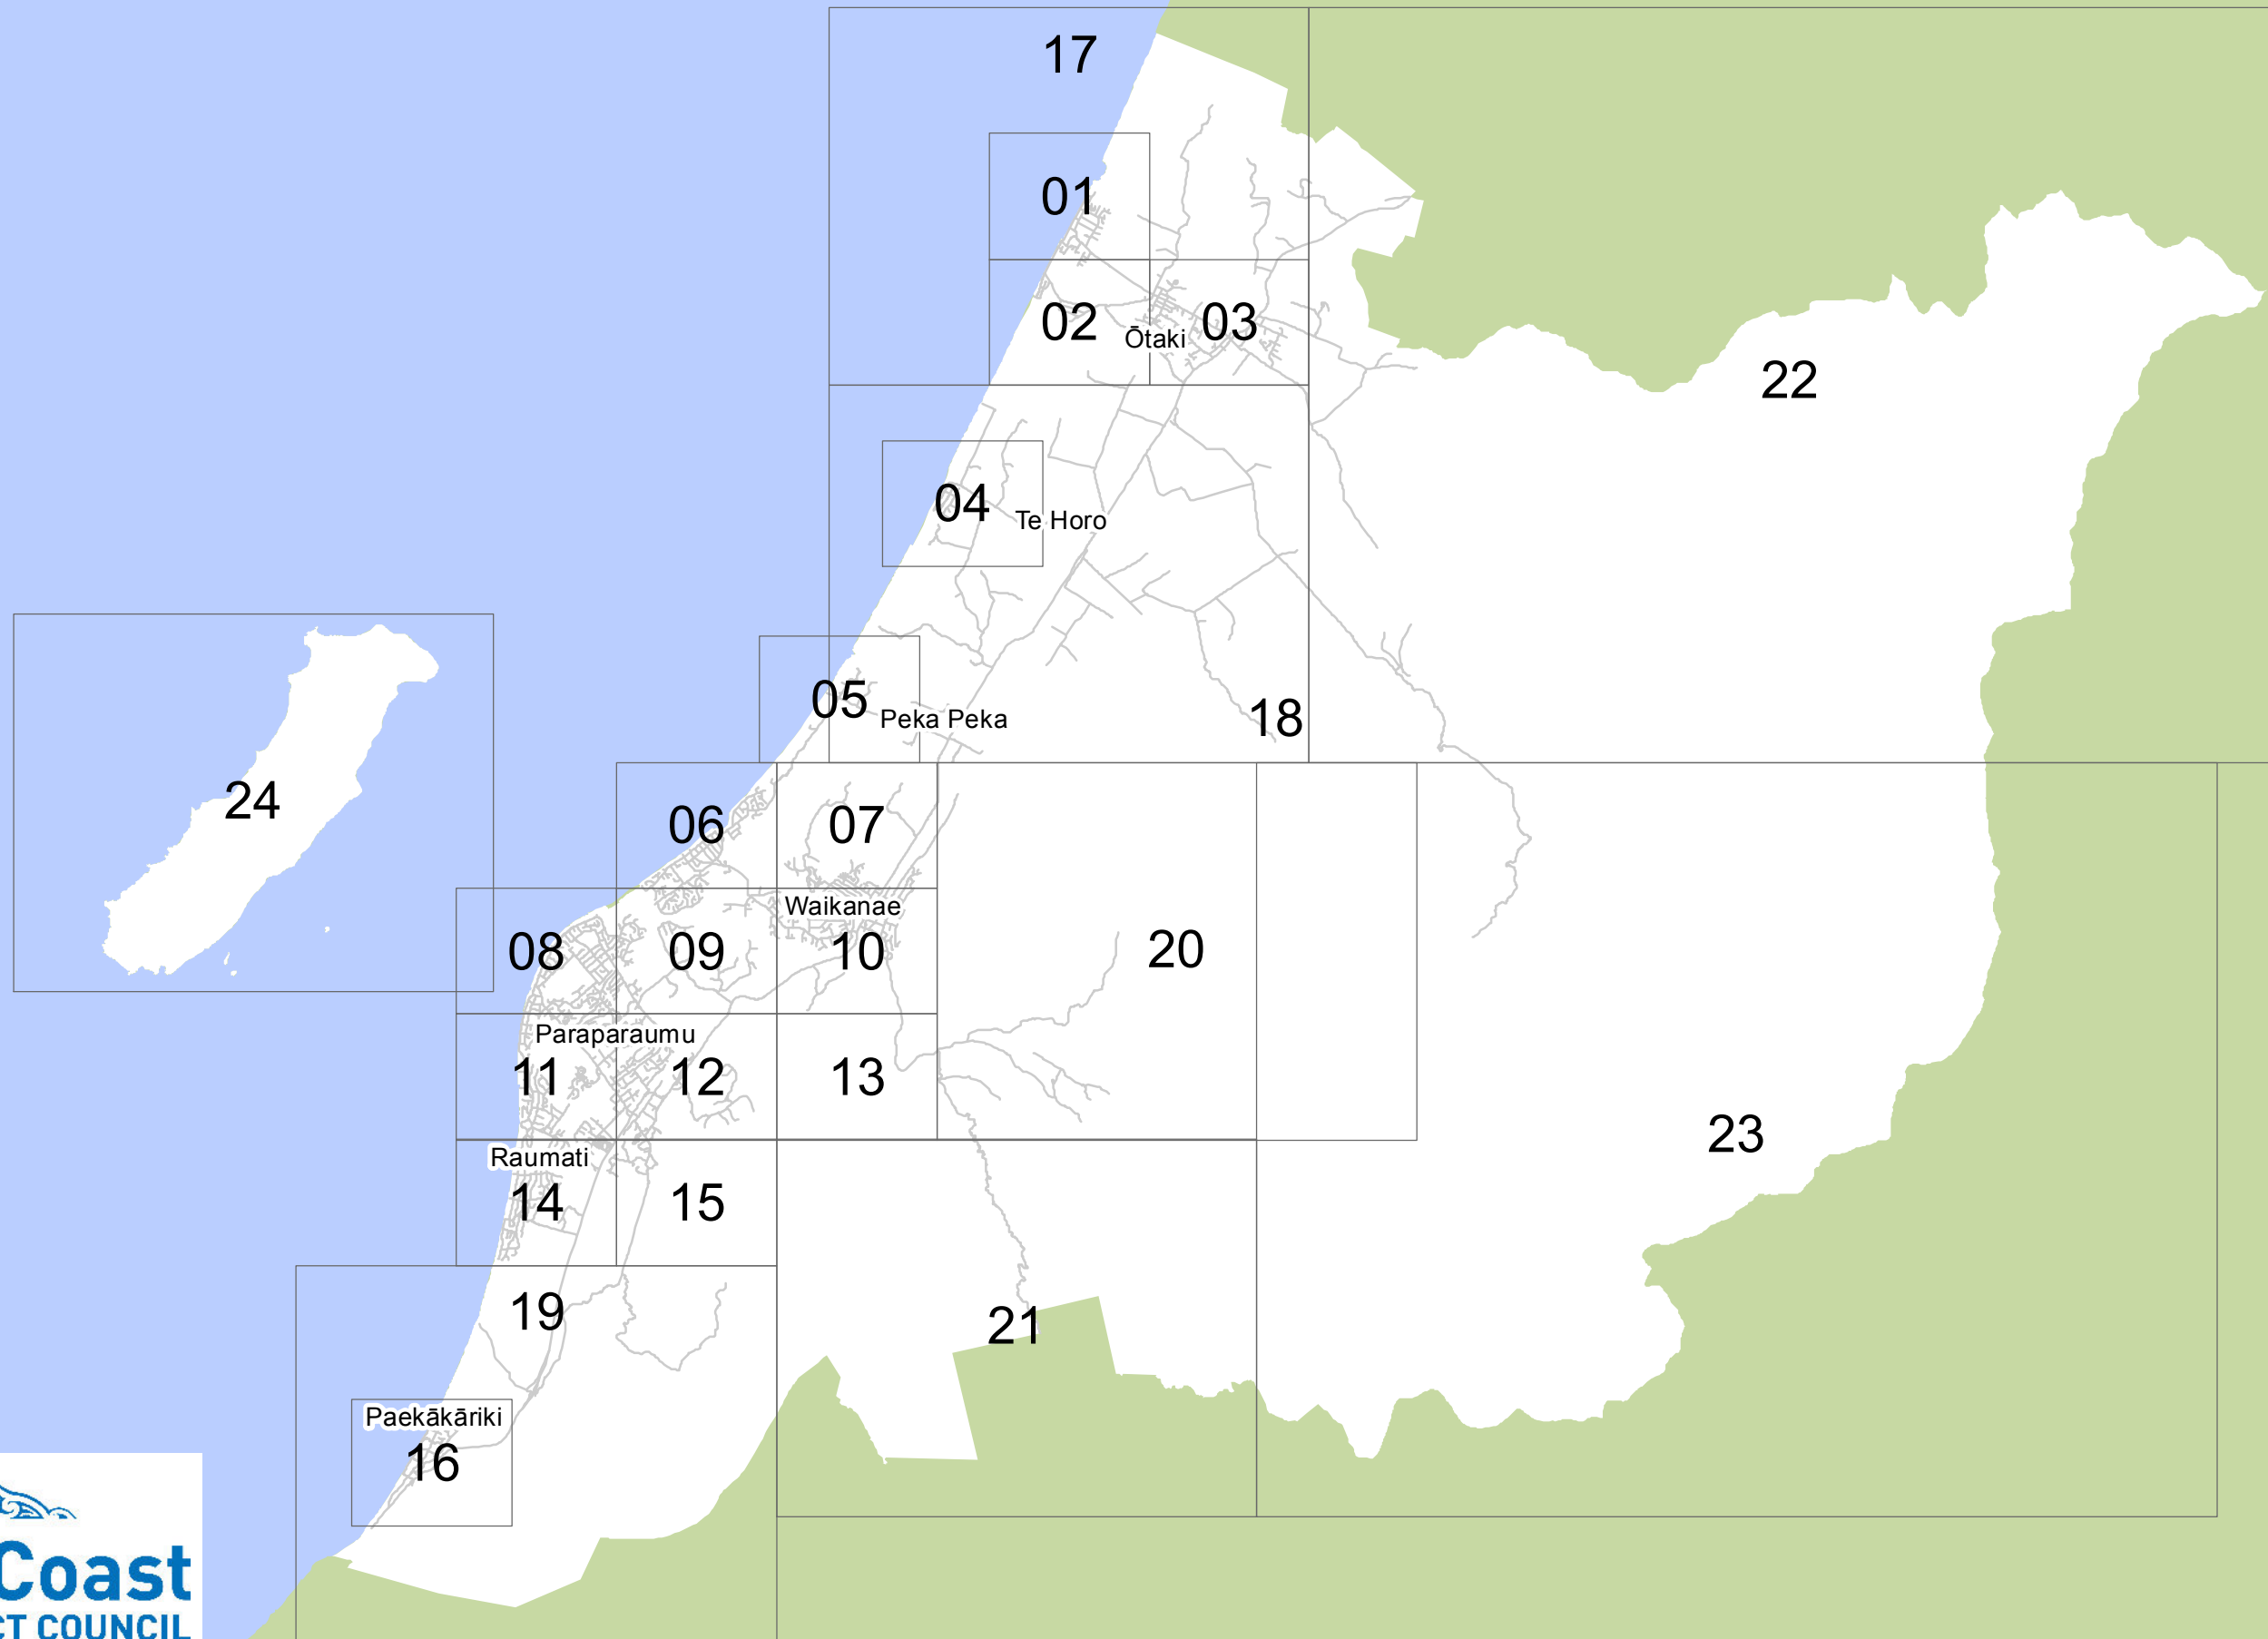 17
01
02
Ōtaki
03
22
04
Te Horo
05
Peka Peka
18
24
06
07
Waikanae
08
09
10
20
Paraparaumu
11
12
13
23
Raumati
14
15
19
21
Paekākāriki
16
Coast
CT COUNCIL